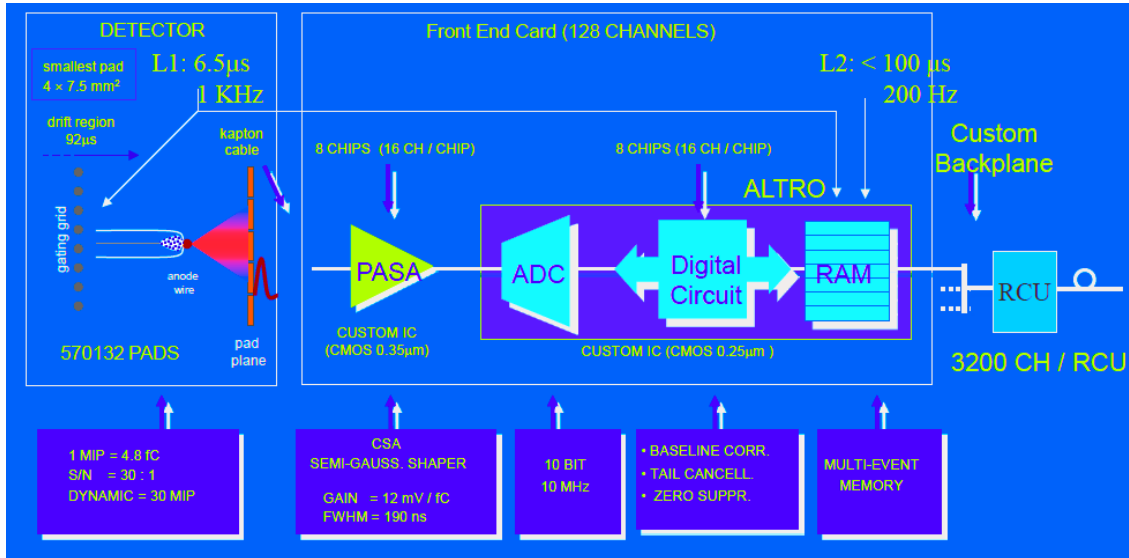 DETECTOR
smallest pad
4 × 7.5 mm²
L1: 6.5µs
1 KHz
drift region
92µs
kapton
cable
gating grid
anode
wire
570132 PADS
pad
plane
Front End Card (128 CHANNELS)
L2: < 100 µs
200 Hz
8 CHIPS (16 CH / CHIP)
8 CHIPS (16 CH / CHIP)
Custom
Backplane
ALTRO
PASA
ADC
Digital
Circuit
RAM
RCU
CUSTOM IC
(CMOS 0.35µm)
CUSTOM IC (CMOS 0.25µm )
3200 CH / RCU
1 MIP = 4.8 fC
S/N = 30 : 1
DYNAMIC = 30 MIP
CSA
SEMI-GAUSS. SHAPER
GAIN = 12 mV / fC
FWHM = 190 ns
10 BIT
10 MHz
• BASELINE CORR.
• TAIL CANCELL.
• ZERO SUPPR.
MULTI-EVENT
MEMORY